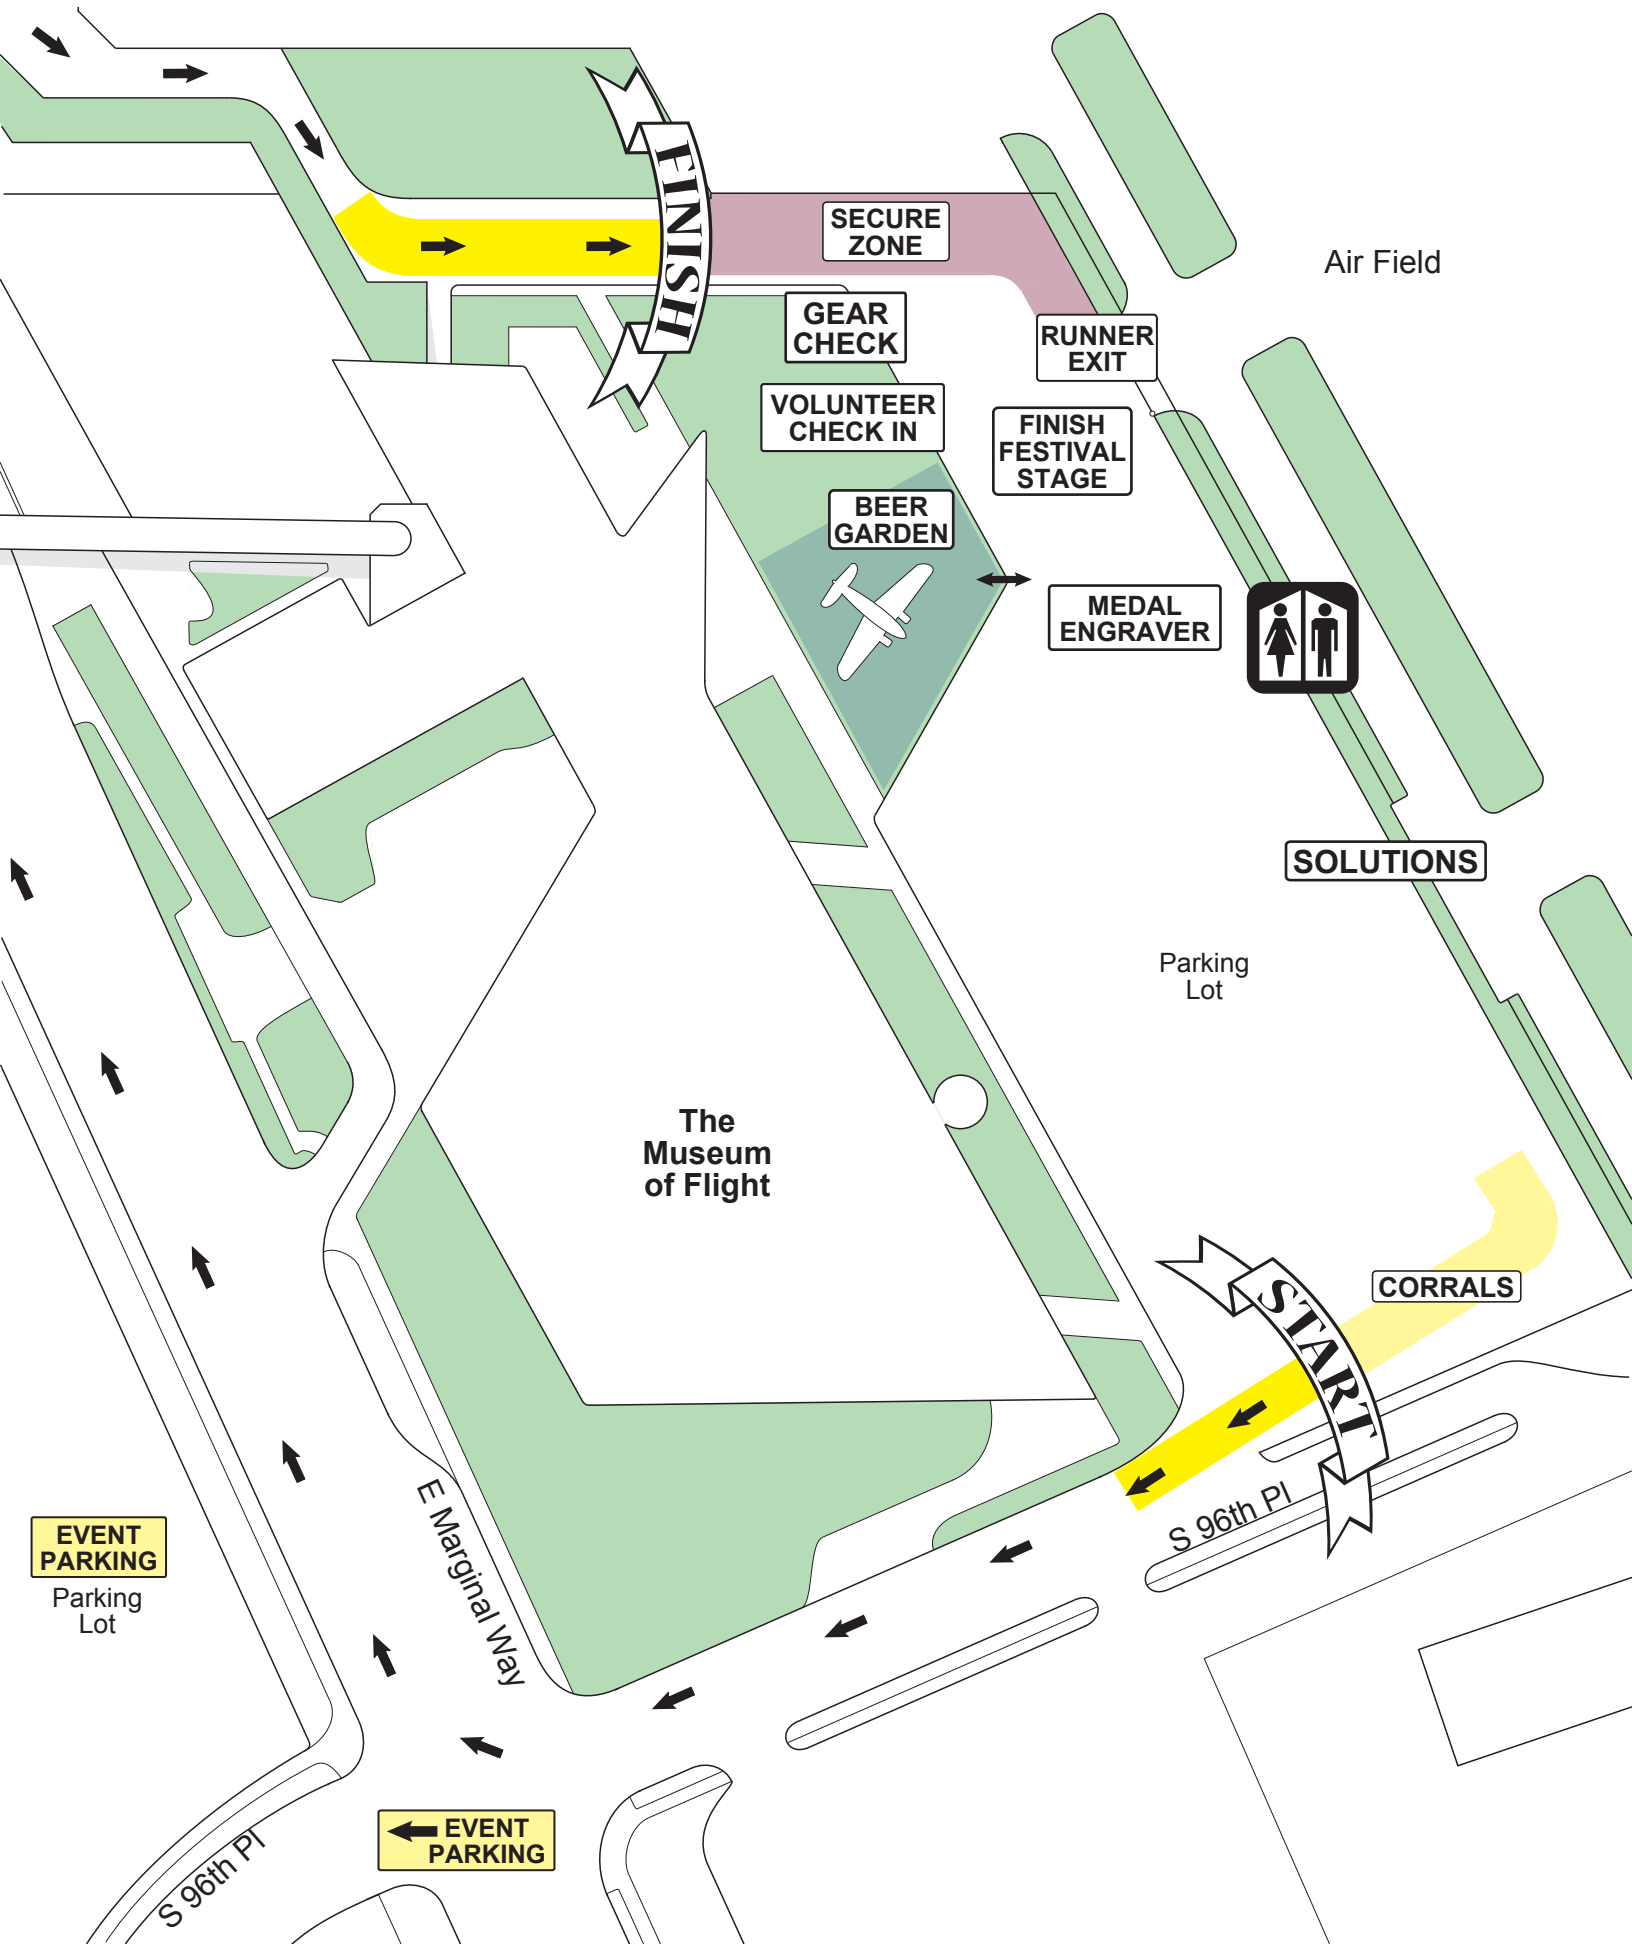 FINISH
SECURE
ZONE
Air Field
GEAR
CHECK
RUNNER
EXIT
VOLUNTEER
CHECK IN
FINISH
FESTIVAL
STAGE
BEER
GARDEN
MEDAL
ENGRAVER
SOLUTIONS
Parking
Lot
The
Museum
of Flight
CORRALS
START
S 96th Pl
E Marginal Way
EVENT
PARKING
Parking
Lot
EVENT
PARKING
S 96th Pl